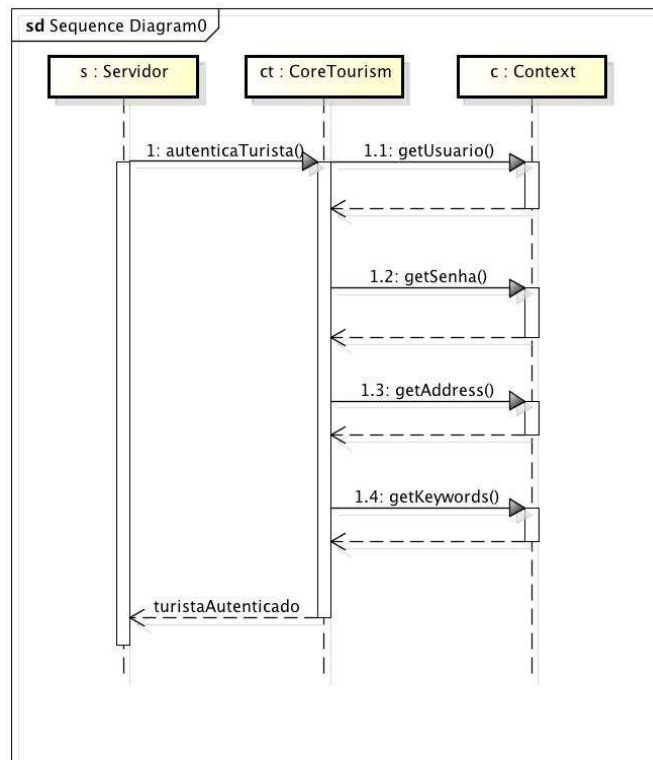 sd Sequence Diagram0
s : Servidor
ct : CoreTourism
c : Context
1: autenticaTurista()
1.1: getUsuario()
1.2: getSenha()
1.3: getAddress()
1.4: getKeywords()
turistaAutenticado